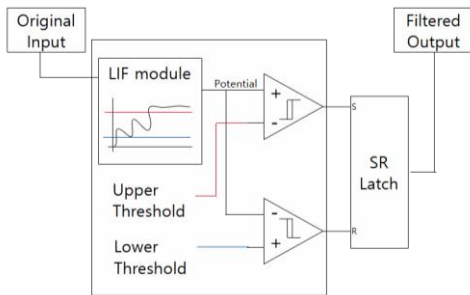 Original
Input
Filtered
Output
LIF module
Potential
+
-
S
SR
Latch
Upper
Threshold
-
+
R
Lower
Threshold